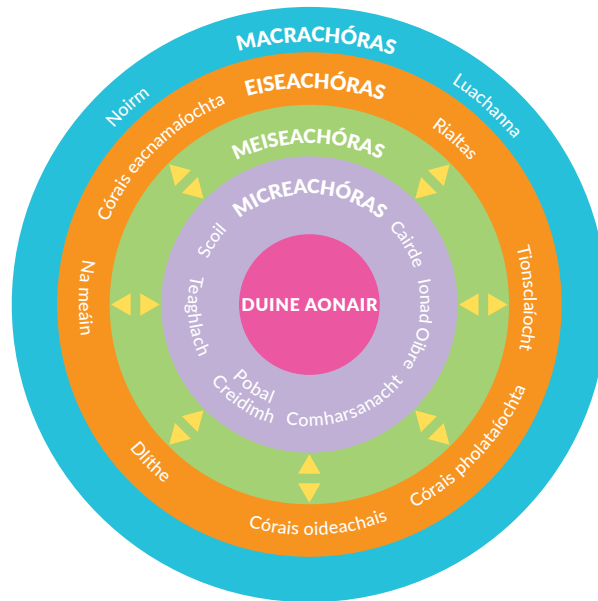 MACRACHÓRAS
Noirm
Luachanna
EISEACHÓRAS
Córais eacnamaíochta
Rialtas
Na meáin
Tionsclaíocht
Dlíthe
Córais pholataíochta
Córais oideachais
MEISEACHÓRAS
MICREACHÓRAS
Scoil
Cairde
Teaghlach
Ionad Oibre
Pobal
Creidimh
Comharsanacht
DUINE AONAIR